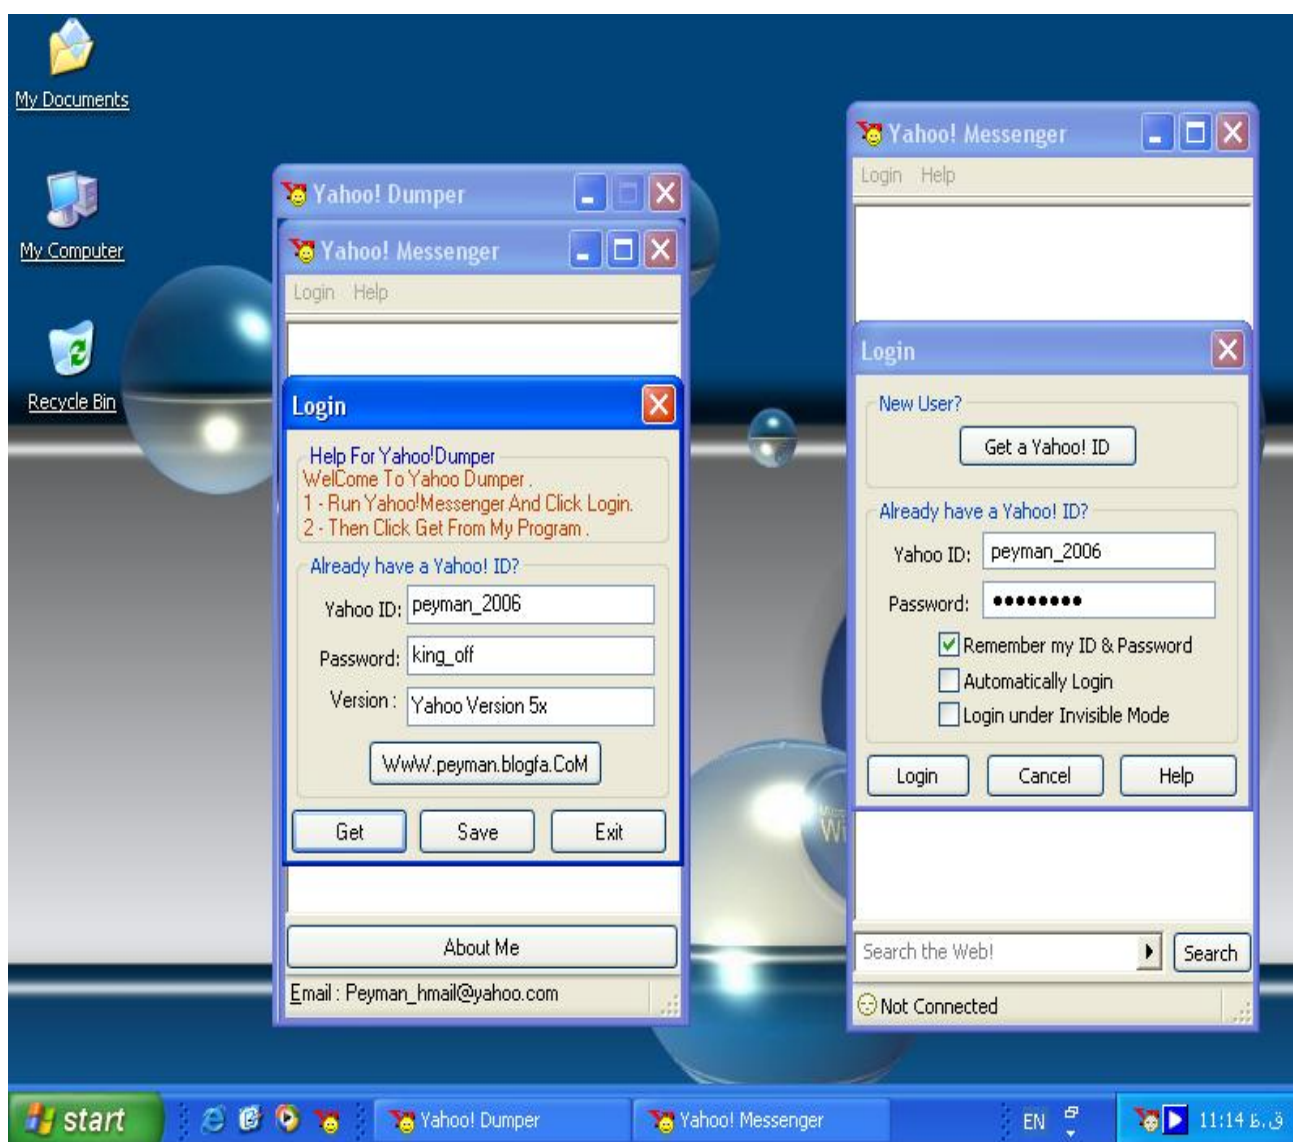 My Documents
My Computer
Recycle Bin
Yahoo! Dumper
Yahoo! Messenger
Login Help
Login
Help For Yahoo!Dumper
WelCome To Yahoo Dumper .
1 - Run Yahoo!Messenger And Click Login.
2 - Then Click Get From My Program .
Already have a Yahoo! ID?
Yahoo ID: peyman_2006
Password: king_off
Version : Yahoo Version 5x
WwW.peyman.blogfa.CoM
Get Save Exit
About Me
Email : Peyman_hmail@yahoo.com
Yahoo! Messenger
Login Help
Login
New User?
Get a Yahoo! ID
Already have a Yahoo! ID?
Yahoo ID: peyman_2006
Password: ●●●●●●●●
Remember my ID & Password
Automatically Login
Login under Invisible Mode
Login Cancel Help
Search the Web! Search
Not Connected
start Yahoo! Dumper Yahoo! Messenger EN 11:14 ق.ظ